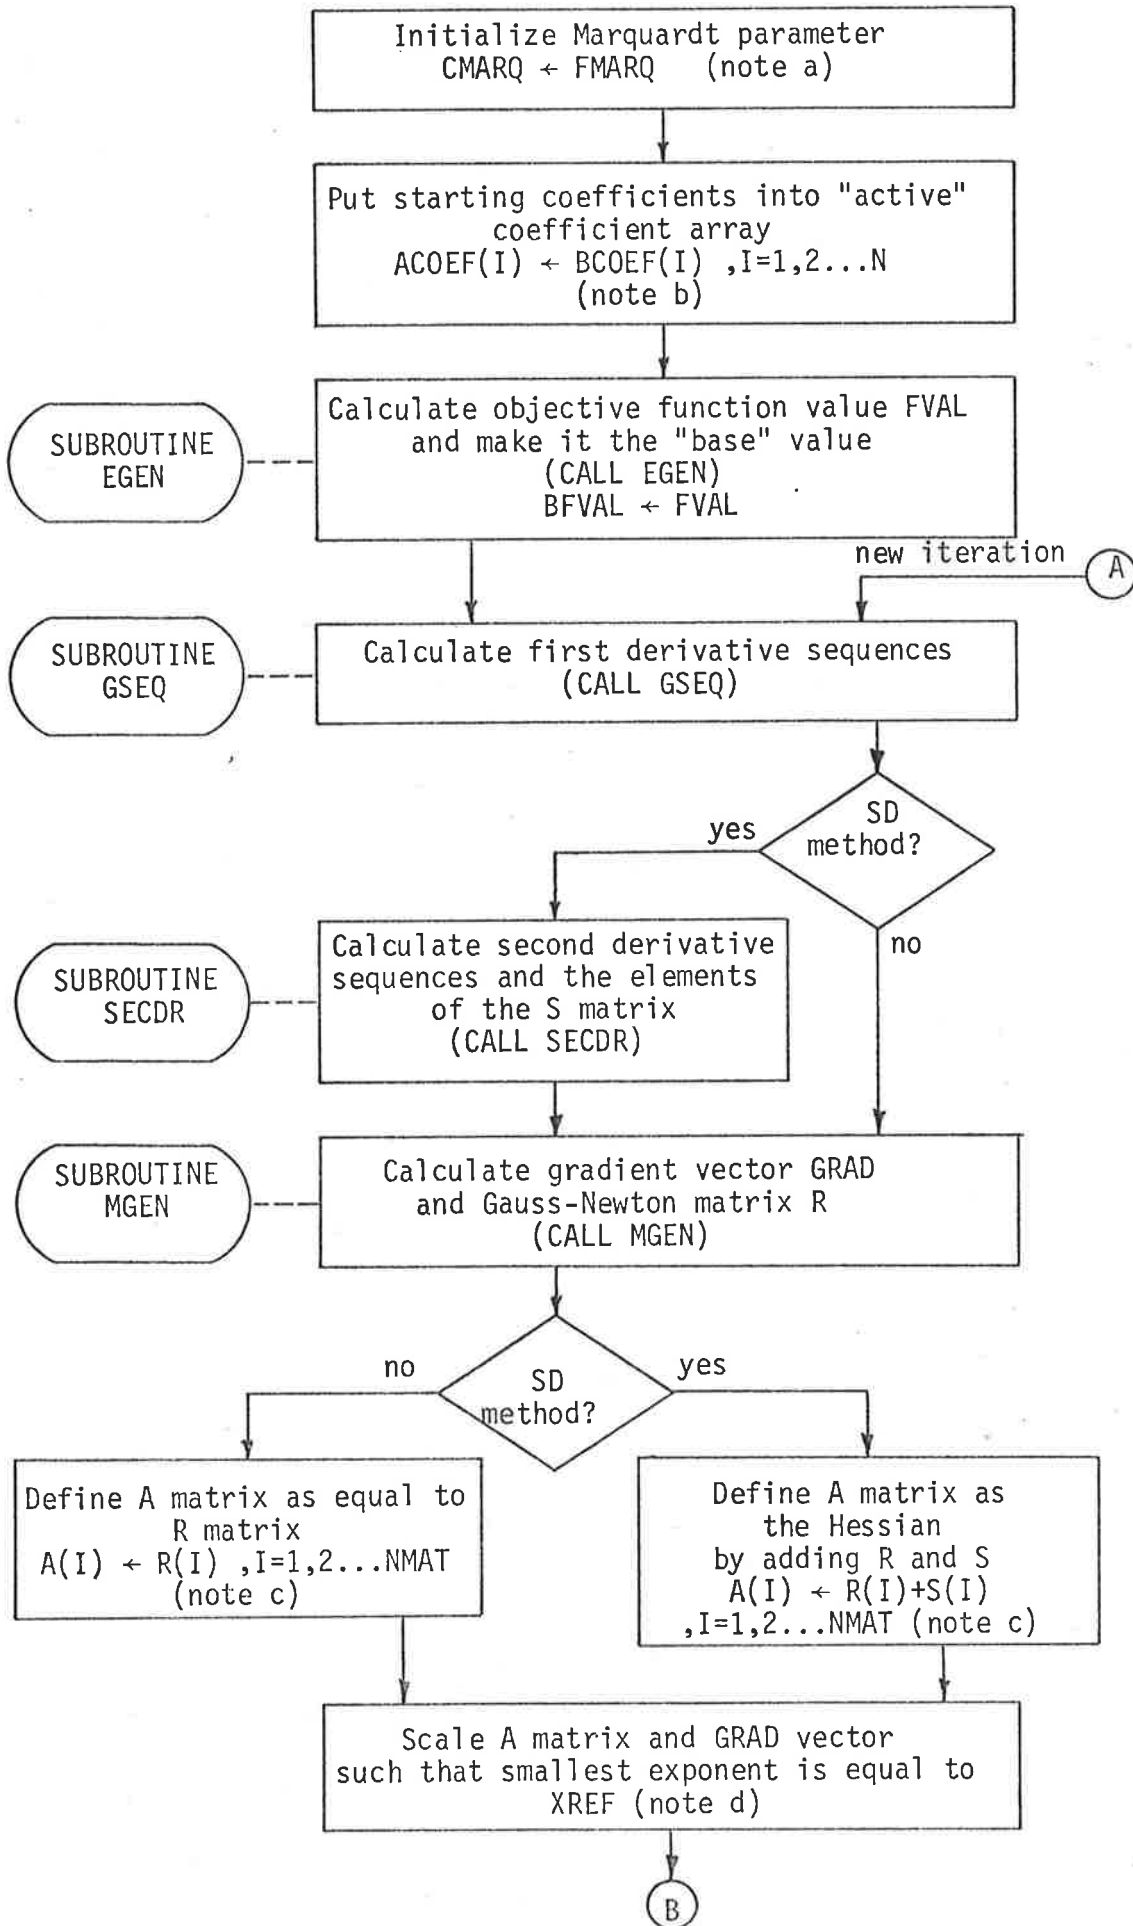 Initialize Marquardt parameter
CMARQ ← FMARQ (note a)
Put starting coefficients into "active"
coefficient array
ACOEF(I) ← BCOEF(I) ,I=1,2...N
(note b)
SUBROUTINE
EGEN
Calculate objective function value FVAL
and make it the "base" value
(CALL EGEN)
BFVAL ← FVAL
new iteration
A
SUBROUTINE
GSEQ
Calculate first derivative sequences
(CALL GSEQ)
SD
method?
yes
no
SUBROUTINE
SECDR
Calculate second derivative
sequences and the elements
of the S matrix
(CALL SECDR)
SUBROUTINE
MGEN
Calculate gradient vector GRAD
and Gauss-Newton matrix R
(CALL MGEN)
no
SD
method?
yes
Define A matrix as equal to
R matrix
A(I) ← R(I) ,I=1,2...NMAT
(note c)
Define A matrix as
the Hessian
by adding R and S
A(I) ← R(I)+S(I)
,I=1,2...NMAT (note c)
Scale A matrix and GRAD vector
such that smallest exponent is equal to
XREF (note d)
B